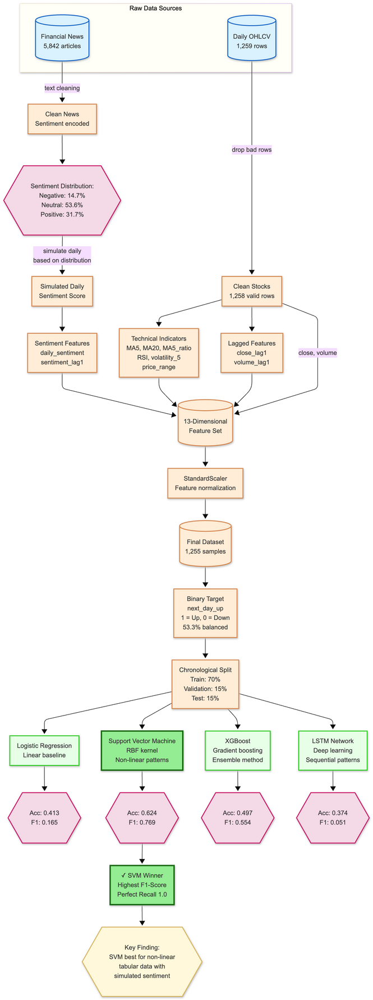 Raw Data Sources
Financial News
5,842 articles
Daily OHLCV
1,259 rows
text cleaning
Clean News
Sentiment encoded
drop bad rows
Sentiment Distribution:
Negative: 14.7%
Neutral: 53.6%
Positive: 31.7%
simulate daily
based on distribution
Simulated Daily
Sentiment Score
Clean Stocks
1,258 valid rows
Sentiment Features
daily_sentiment
sentiment_lag1
Technical Indicators
MA5, MA20, MA5_ratio
RSI, volatility_5
price_range
Lagged Features
close_lag1
volume_lag1
close, volume
13-Dimensional
Feature Set
StandardScaler
Feature normalization
Final Dataset
1,255 samples
Binary Target
next_day_up
1 = Up, 0 = Down
53.3% balanced
Chronological Split
Train: 70%
Validation: 15%
Test: 15%
Logistic Regression
Linear baseline
Support Vector Machine
RBF kernel
Non-linear patterns
XGBoost
Gradient boosting
Ensemble method
LSTM Network
Deep learning
Sequential patterns
Acc: 0.413
F1: 0.165
Acc: 0.624
F1: 0.769
Acc: 0.497
F1: 0.554
Acc: 0.374
F1: 0.051
✓ SVM Winner
Highest F1-Score
Perfect Recall 1.0
Key Finding:
SVM best for non-linear
tabular data with
simulated sentiment